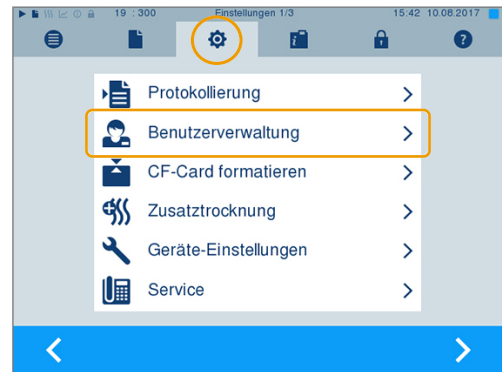 19 : 300 Einstellungen 1/3 15:42 10.08.2017
Protokollierung
Benutzerverwaltung
CF-Card formatieren
Zusatztrocknung
Geräte-Einstellungen
Service